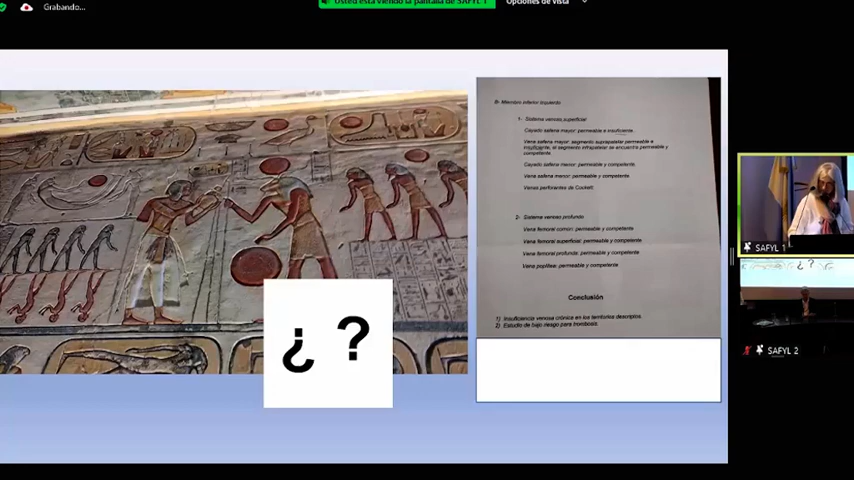 Grabando...
Usted está viendo la pantalla de SAFYL 1
Opciones de vista
B- Miembro inferior izquierdo
1- Sistema venoso superficial
Cayado safena mayor: permeable e insuficiente.
Vena safena mayor: segmento suprapatelar permeable e
insuficiente, el segmento infrapatelar se encuentra permeable y
competente.
Cayado safena menor: permeable y competente.
Vena safena menor: permeable y competente
Venas perforantes de Cockett
2- Sistema venoso profundo
Vena femoral común: permeable y competente
Vena femoral superficial: permeable y competente
Vena femoral profunda: permeable y competente
Vena poplítea: permeable y competente
Conclusión
1) Insuficiencia venosa crónica en los territorios descriptos.
2) Estudio de bajo riesgo para trombosis.
¿ ?
SAFYL 1
¿ ?
SAFYL 2